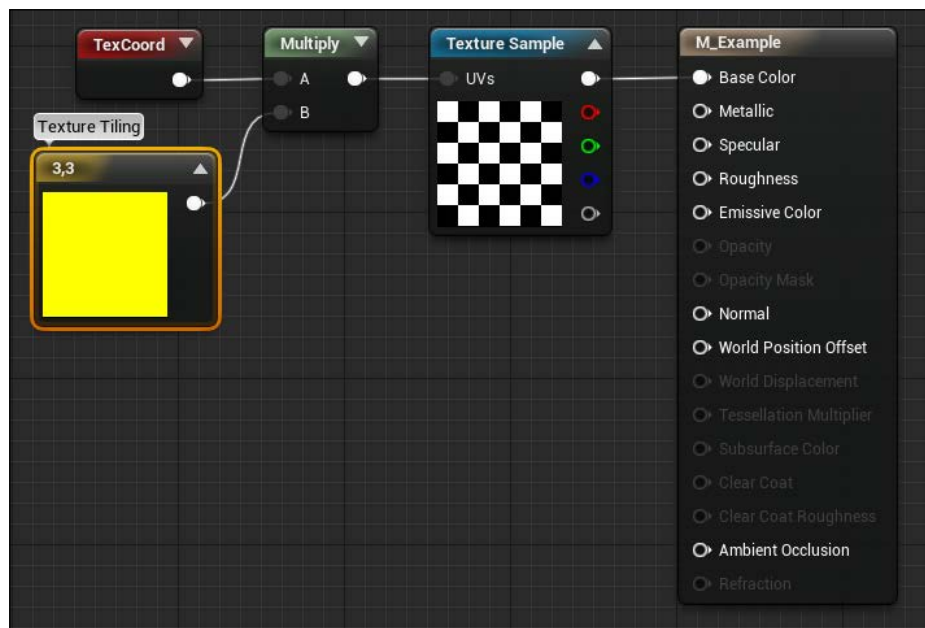 TexCoord
Multiply
A
B
Texture Tiling
3,3
Texture Sample
UVs
M_Example
Base Color
Metallic
Specular
Roughness
Emissive Color
Opacity
Opacity Mask
Normal
World Position Offset
World Displacement
Tessellation Multiplier
Subsurface Color
Clear Coat
Clear Coat Roughness
Ambient Occlusion
Refraction